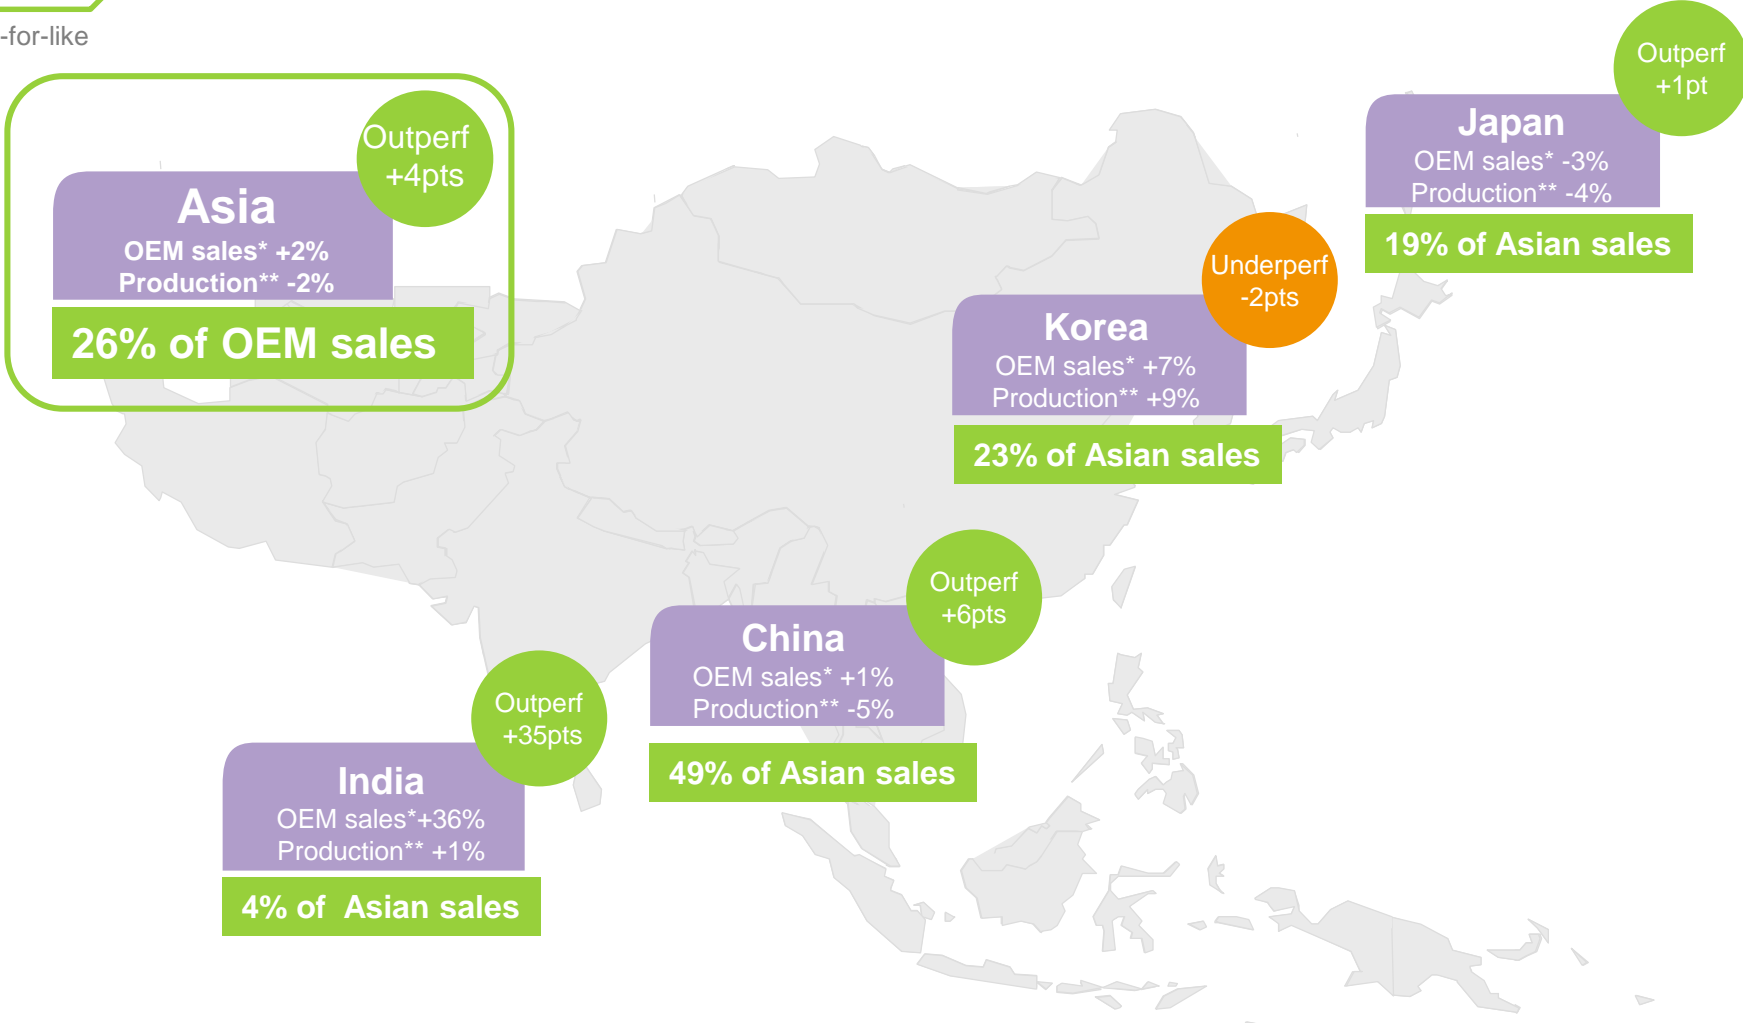 -for-like
Outperf
+4pts
Asia
OEM sales* +2%
Production** -2%
26% of OEM sales
Outperf
+1pt
Japan
OEM sales* -3%
Production** -4%
19% of Asian sales
Underperf
-2pts
Korea
OEM sales* +7%
Production** +9%
23% of Asian sales
Outperf
+6pts
China
OEM sales* +1%
Production** -5%
49% of Asian sales
Outperf
+35pts
India
OEM sales*+36%
Production** +1%
4% of  Asian sales